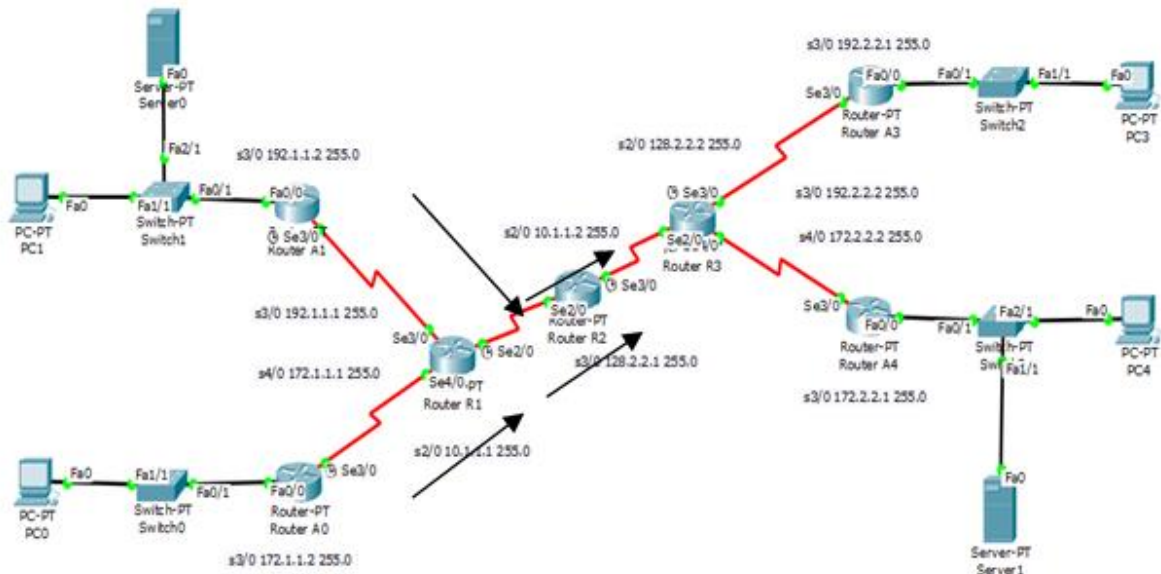 Fa0
Server-PT
Server0
Fa2/1
s3/0 192.1.1.2 255.0
Fa0
Fa1/1
Fa0/1
Fa0/0
PC-PT
PC1
Switch-PT
Switch1
Se3/0
Router A1
s3/0 192.1.1.1 255.0
Se3/0
s4/0 172.1.1.1 255.0
Se2/0
Se4/0
Router R1
s2/0 10.1.1.1 255.0
Fa0
Fa1/1
Fa0/1
Fa0/0
Se3/0
PC-PT
PC0
Switch-PT
Switch0
Router-PT
Router A0
s3/0 172.1.1.2 255.0
s2/0 10.1.1.2 255.0
Se2/0
Se3/0
Router-PT
Router R2
s3/0 128.2.2.1 255.0
s2/0 128.2.2.2 255.0
Se3/0
Se2/0
Router R3
s3/0 192.2.2.2 255.0
s4/0 172.2.2.2 255.0
s3/0 192.2.2.1 255.0
Se3/0
Fa0/0
Fa0/1
Fa1/1
Fa0
Router-PT
Router A3
Switch-PT
Switch2
PC-PT
PC3
Se3/0
Fa0/0
Fa0/1
Fa2/1
Fa0
Router-PT
Router A4
Switch-PT
Fa1/1
PC-PT
PC4
s3/0 172.2.2.1 255.0
Fa0
Server-PT
Server1